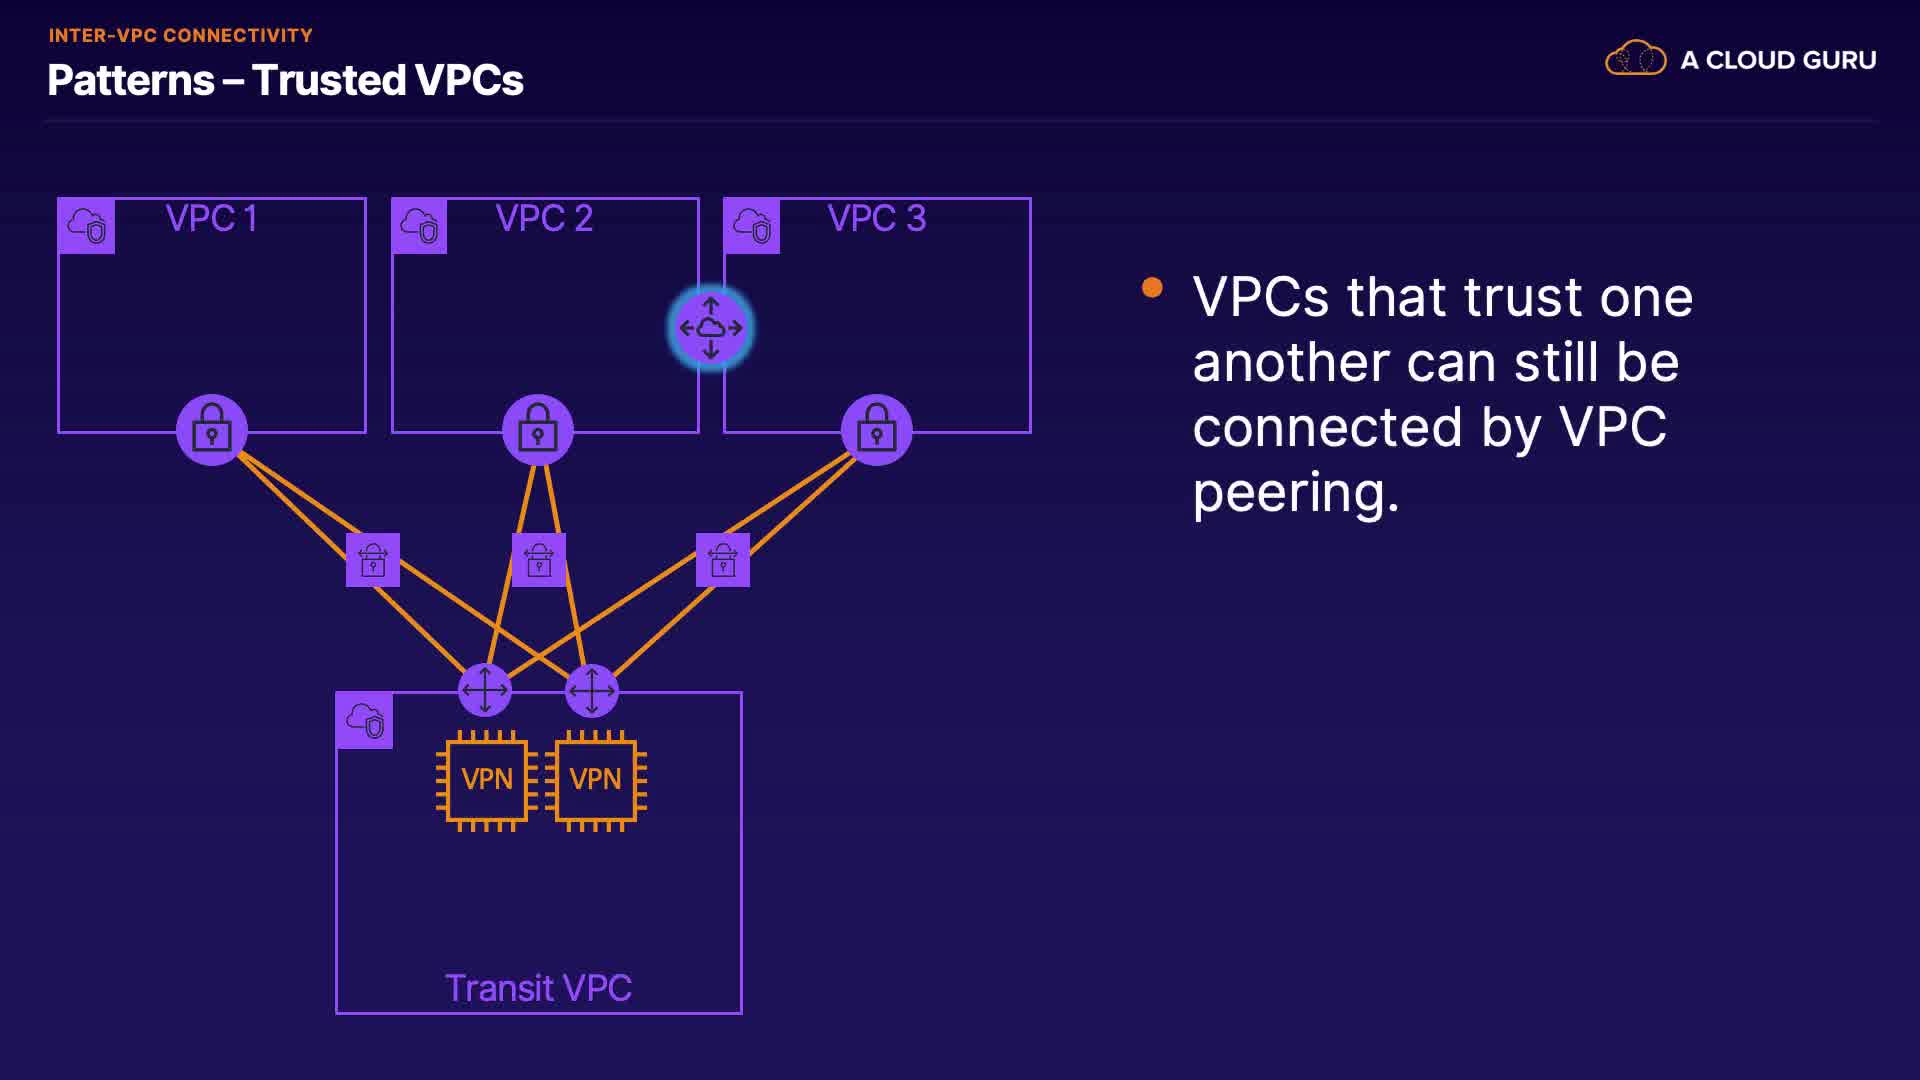 INTER-VPC CONNECTIVITY
Patterns – Trusted VPCs
A CLOUD GURU
VPC 1
VPC 2
VPC 3
VPCs that trust one
another can still be
connected by VPC
peering.
VPN
VPN
Transit VPC